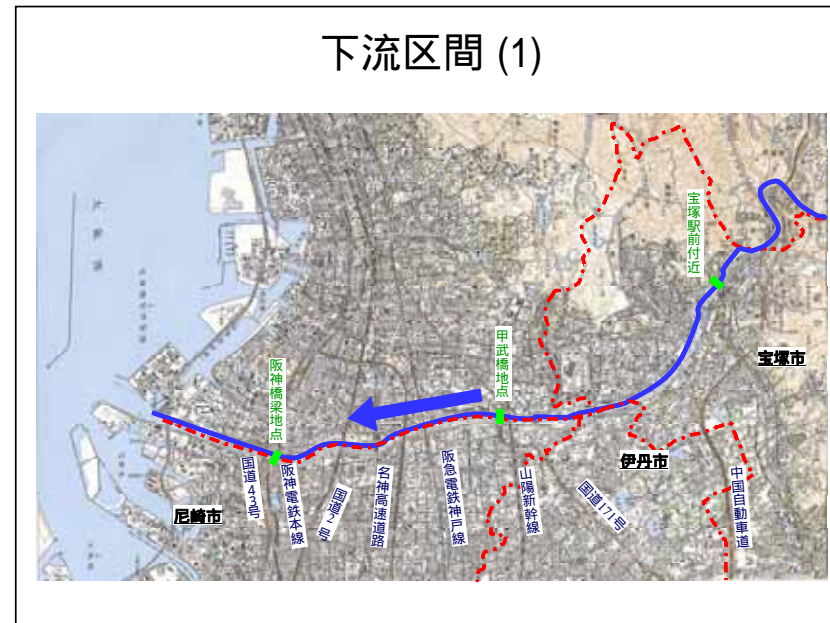 下流区間 (1)
宝塚駅前付近
甲武橋地点
阪神橋梁地点
宝塚市
伊丹市
尼崎市
国道43号
阪神電鉄本線
国道2号
名神高速道路
阪急電鉄神戸線
山陽新幹線
国道171号
中国自動車道